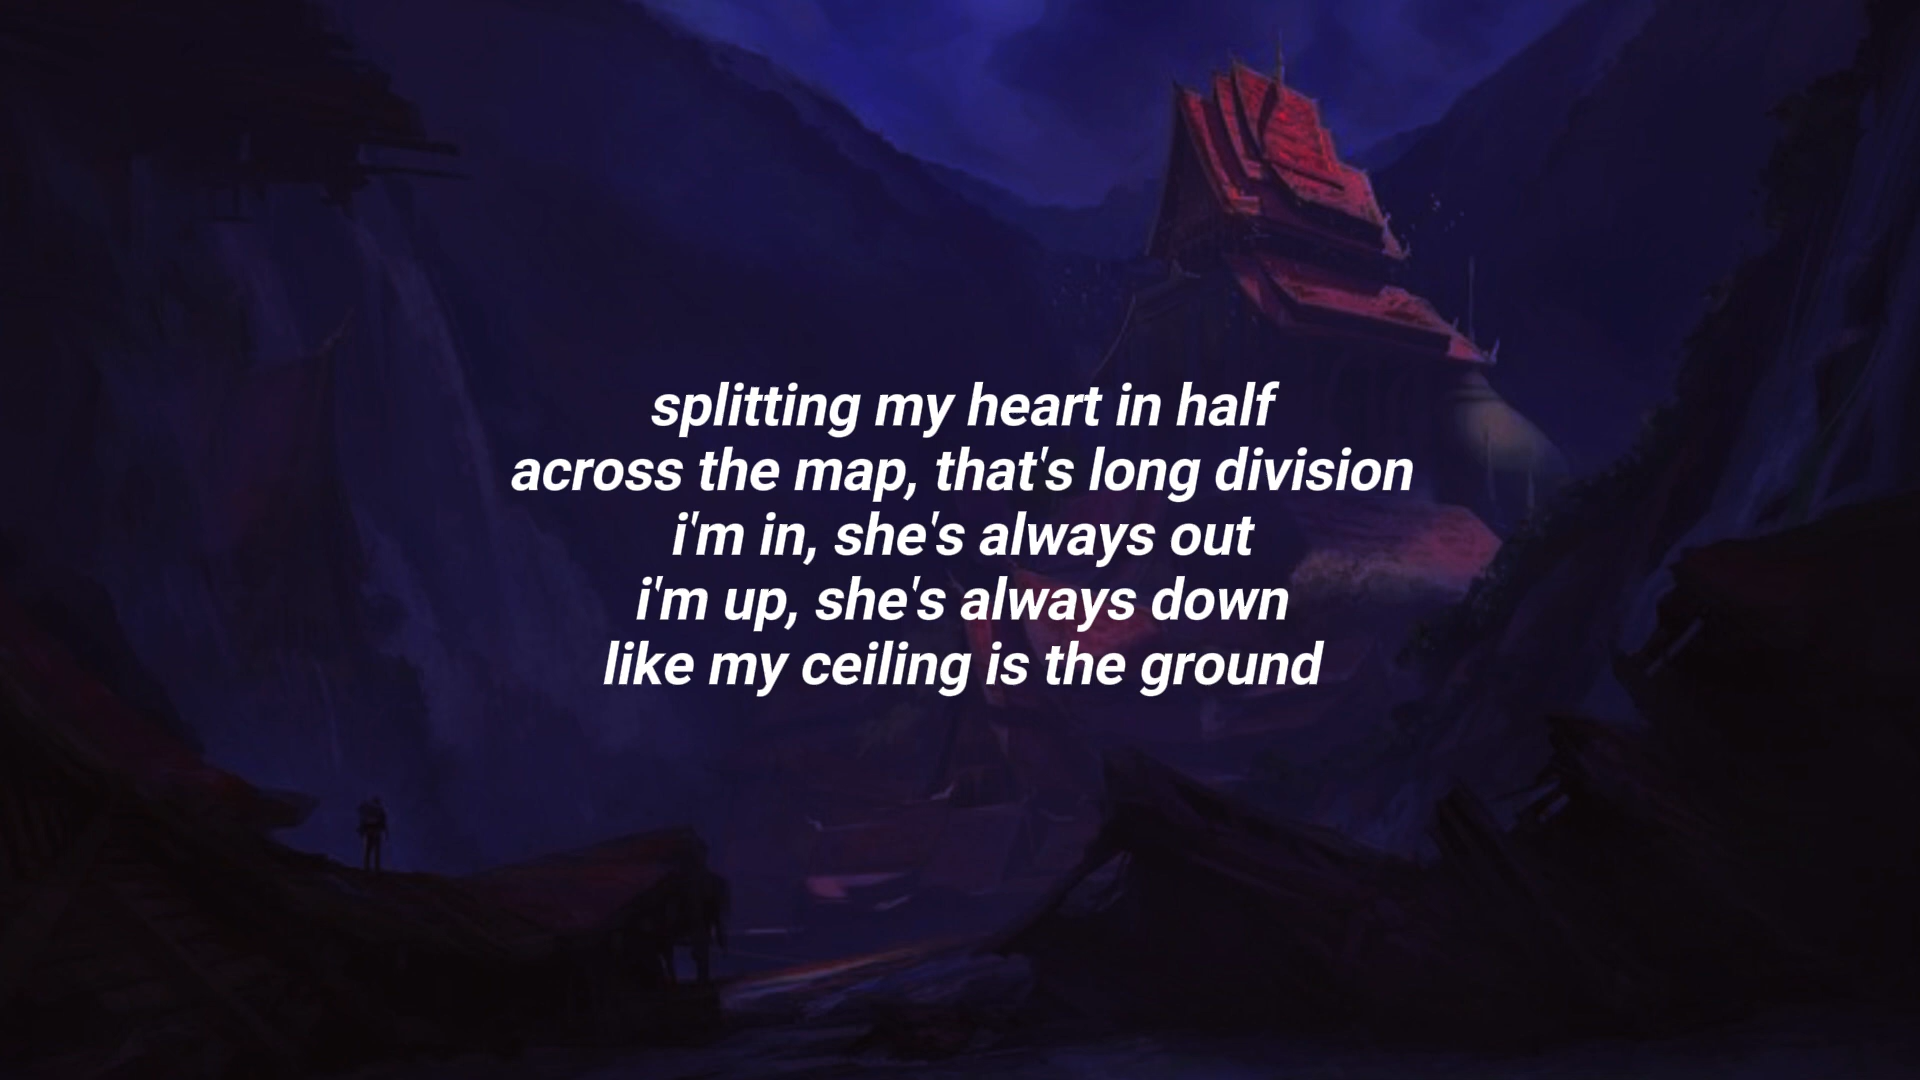 splitting my heart in half
across the map, that's long division
i'm in, she's always out
i'm up, she's always down
like my ceiling is the ground